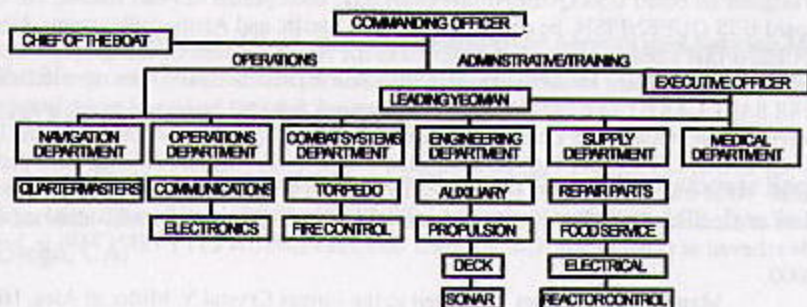 COMMANDING OFFICER
CHIEF OF THE BOAT
OPERATIONS
ADMINSTRATIVE/TRAINING
EXECUTIVE OFFICER
LEADING YEOMAN
NAVIGATION
DEPARTMENT
OPERATIONS
DEPARTMENT
COMBAT SYSTEMS
DEPARTMENT
ENGINEERING
DEPARTMENT
SUPPLY
DEPARTMENT
MEDICAL
DEPARTMENT
QUARTERMASTERS
COMMUNICATIONS
TORPEDO
AUXILIARY
REPAIR PARTS
ELECTRONICS
FIRE CONTROL
PROPULSION
FOOD SERVICE
DECK
ELECTRICAL
SONAR
REACTOR CONTROL